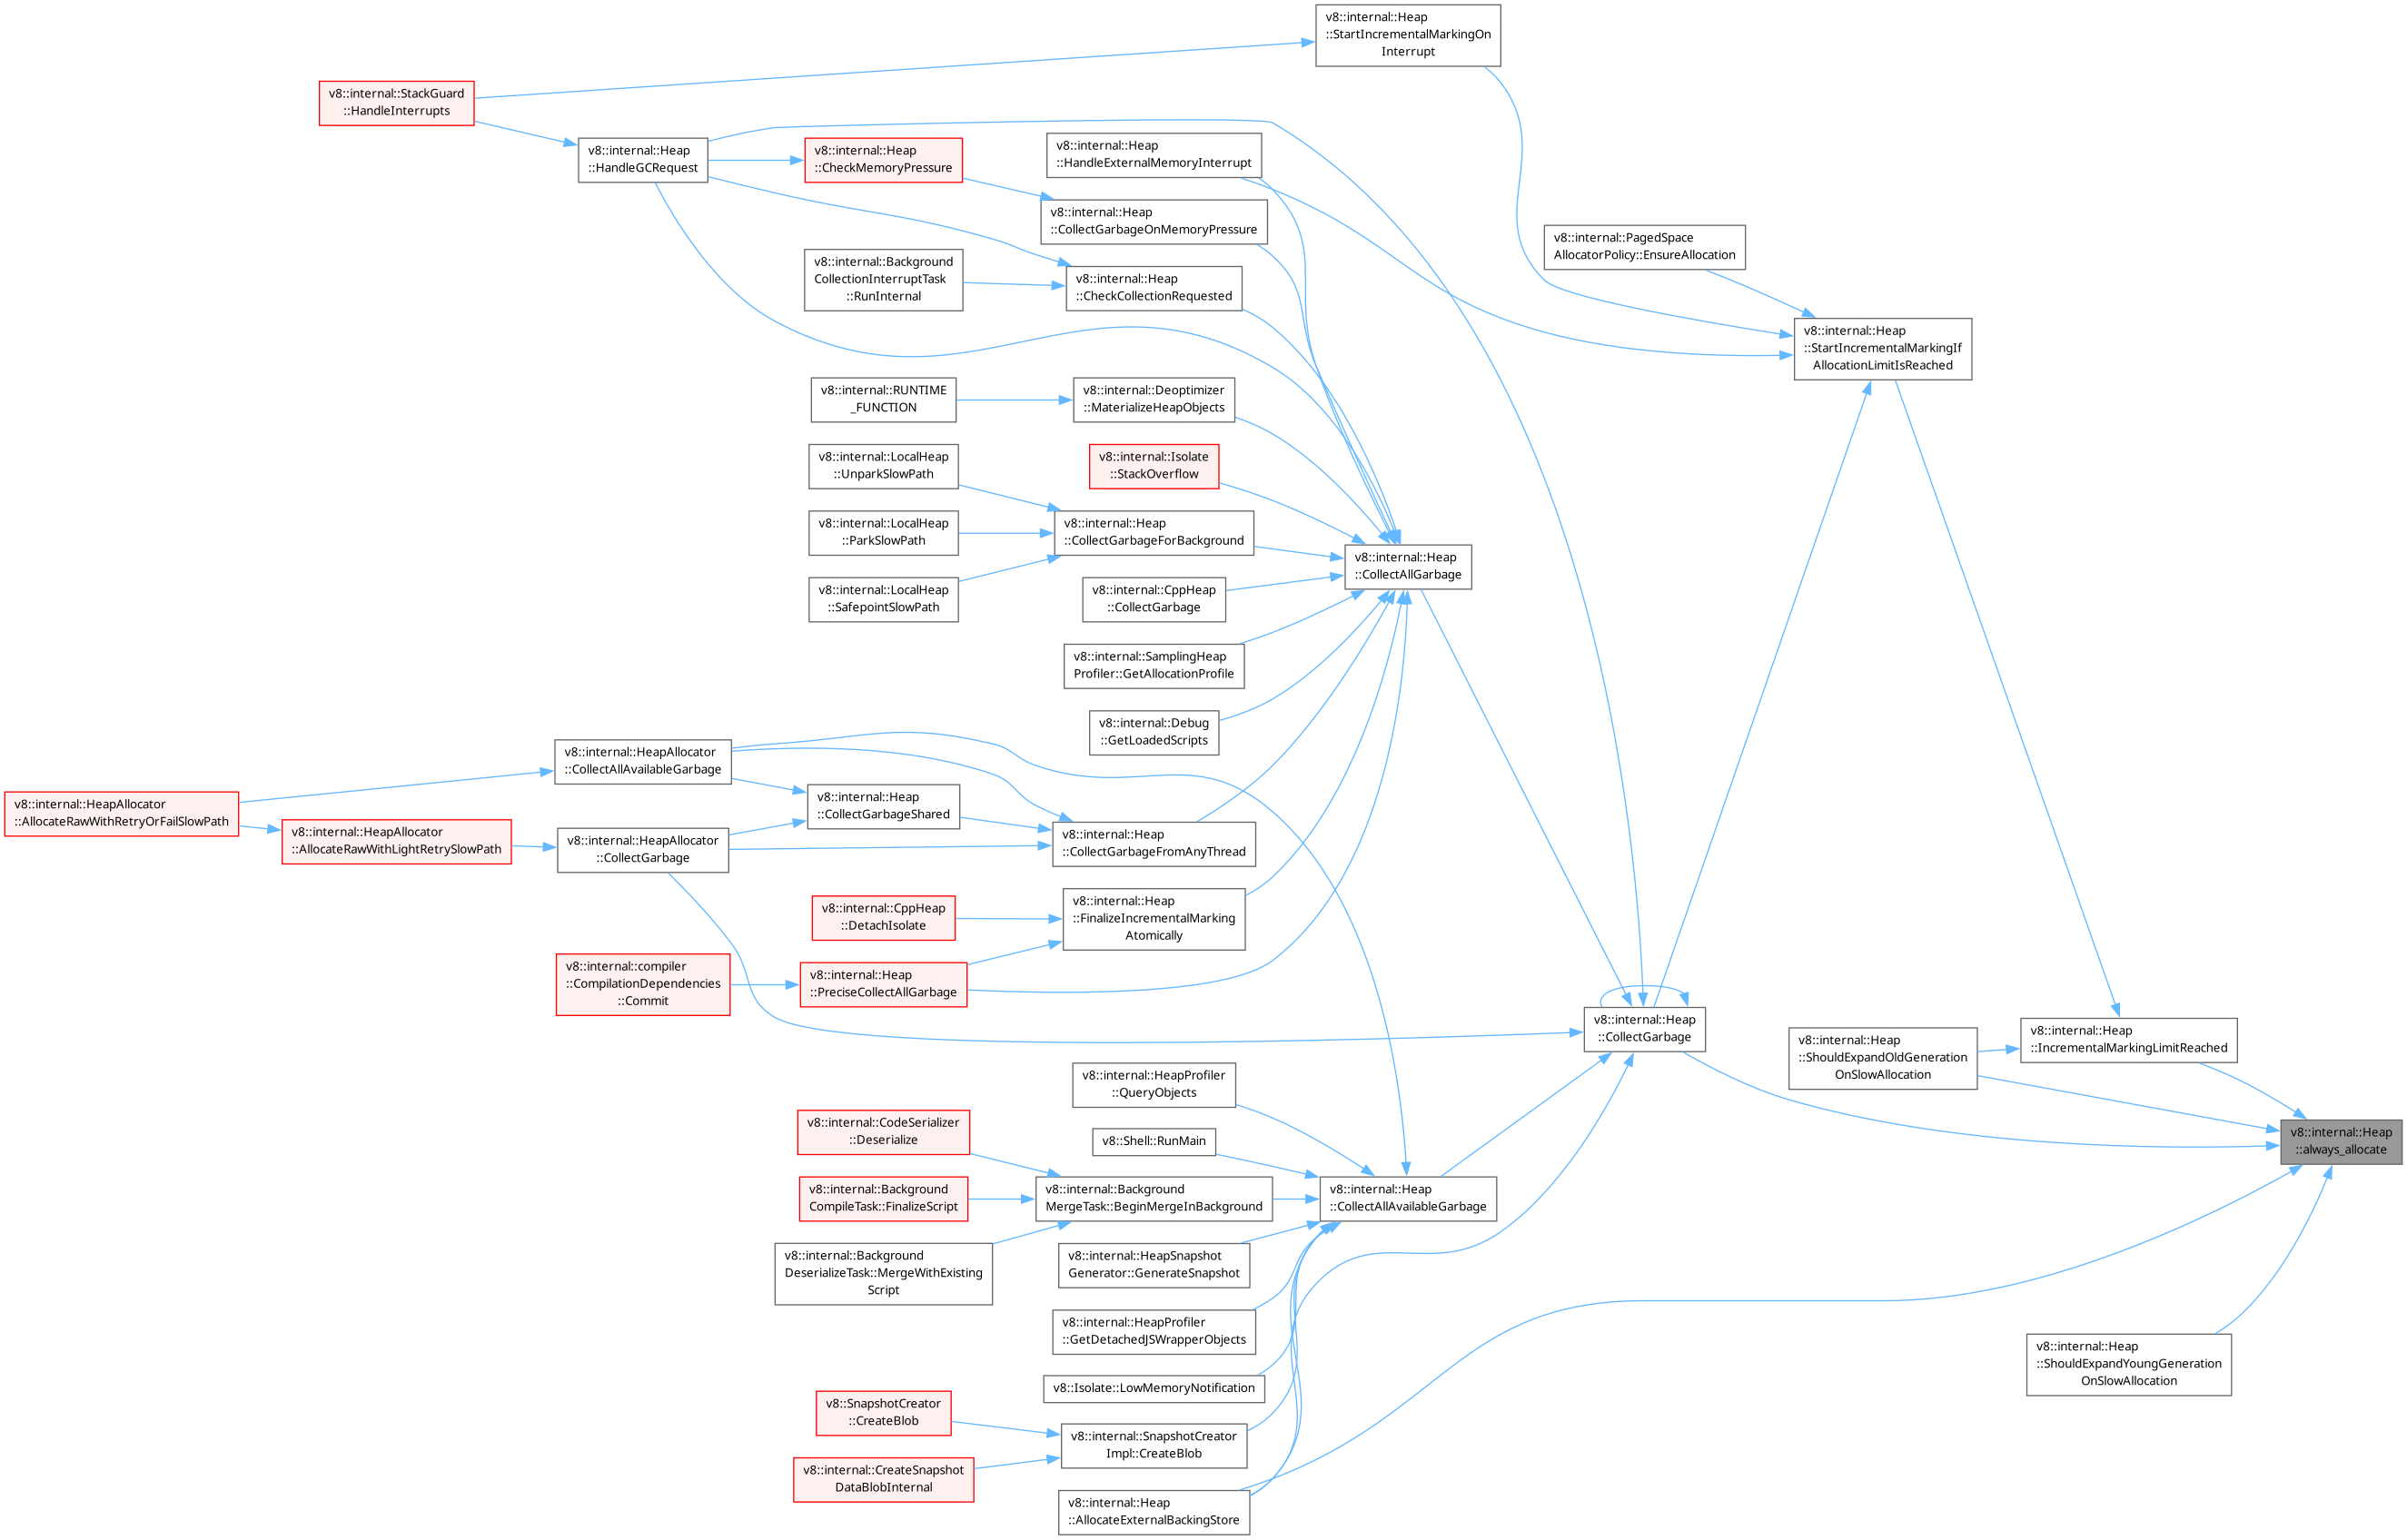 v8::internal::Heap
::StartIncrementalMarkingOn
Interrupt
v8::internal::StackGuard
::HandleInterrupts
v8::internal::Heap
::HandleGCRequest
v8::internal::Heap
::CheckMemoryPressure
v8::internal::Heap
::HandleExternalMemoryInterrupt
v8::internal::Heap
::CollectGarbageOnMemoryPressure
v8::internal::PagedSpace
AllocatorPolicy::EnsureAllocation
v8::internal::Background
CollectionInterruptTask
::RunInternal
v8::internal::Heap
::CheckCollectionRequested
v8::internal::Heap
::StartIncrementalMarkingIf
AllocationLimitIsReached
v8::internal::RUNTIME
_FUNCTION
v8::internal::Deoptimizer
::MaterializeHeapObjects
v8::internal::LocalHeap
::UnparkSlowPath
v8::internal::Isolate
::StackOverflow
v8::internal::LocalHeap
::ParkSlowPath
v8::internal::Heap
::CollectGarbageForBackground
v8::internal::Heap
::CollectAllGarbage
v8::internal::LocalHeap
::SafepointSlowPath
v8::internal::CppHeap
::CollectGarbage
v8::internal::SamplingHeap
Profiler::GetAllocationProfile
v8::internal::Debug
::GetLoadedScripts
v8::internal::HeapAllocator
::CollectAllAvailableGarbage
v8::internal::HeapAllocator
::AllocateRawWithRetryOrFailSlowPath
v8::internal::HeapAllocator
::AllocateRawWithLightRetrySlowPath
v8::internal::HeapAllocator
::CollectGarbage
v8::internal::Heap
::CollectGarbageShared
v8::internal::Heap
::CollectGarbageFromAnyThread
v8::internal::CppHeap
::DetachIsolate
v8::internal::Heap
::FinalizeIncrementalMarking
Atomically
v8::internal::compiler
::CompilationDependencies
::Commit
v8::internal::Heap
::PreciseCollectAllGarbage
v8::internal::Heap
::CollectGarbage
v8::internal::Heap
::ShouldExpandOldGeneration
OnSlowAllocation
v8::internal::Heap
::IncrementalMarkingLimitReached
v8::internal::HeapProfiler
::QueryObjects
v8::internal::CodeSerializer
::Deserialize
v8::Shell::RunMain
v8::internal::Heap
::always_allocate
v8::internal::Background
CompileTask::FinalizeScript
v8::internal::Background
MergeTask::BeginMergeInBackground
v8::internal::Heap
::CollectAllAvailableGarbage
v8::internal::Background
DeserializeTask::MergeWithExisting
Script
v8::internal::HeapSnapshot
Generator::GenerateSnapshot
v8::internal::HeapProfiler
::GetDetachedJSWrapperObjects
v8::internal::Heap
::ShouldExpandYoungGeneration
OnSlowAllocation
v8::Isolate::LowMemoryNotification
v8::SnapshotCreator
::CreateBlob
v8::internal::SnapshotCreator
Impl::CreateBlob
v8::internal::CreateSnapshot
DataBlobInternal
v8::internal::Heap
::AllocateExternalBackingStore